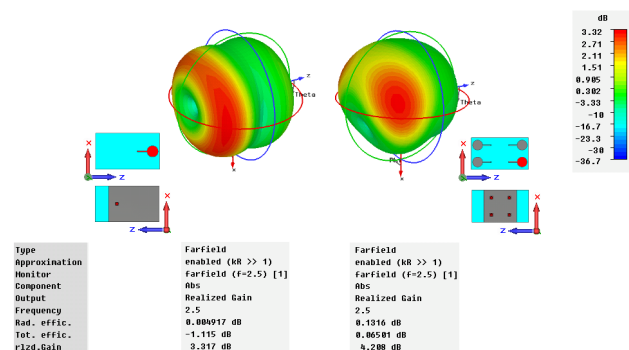 dB
3.32
2.71
2.11
1.51
0.905
0.302
-3.33
-10
-16.7
-23.3
-30
-36.7
z
Theta
x
z
Theta
x
X
Z
X
Z
X
Z
X
Z
Type Farfield Farfield
Approximation enabled (kR >> 1) enabled (kR >> 1)
Monitor farfield (f=2.5) [1] farfield (f=2.5) [1]
Component Abs Abs
Output Realized Gain Realized Gain
Frequency 2.5 2.5
Rad. effic. 0.004917 dB 0.1316 dB
Tot. effic. -1.115 dB 0.06501 dB
rlzd.Gain 3.317 dB 4.208 dB